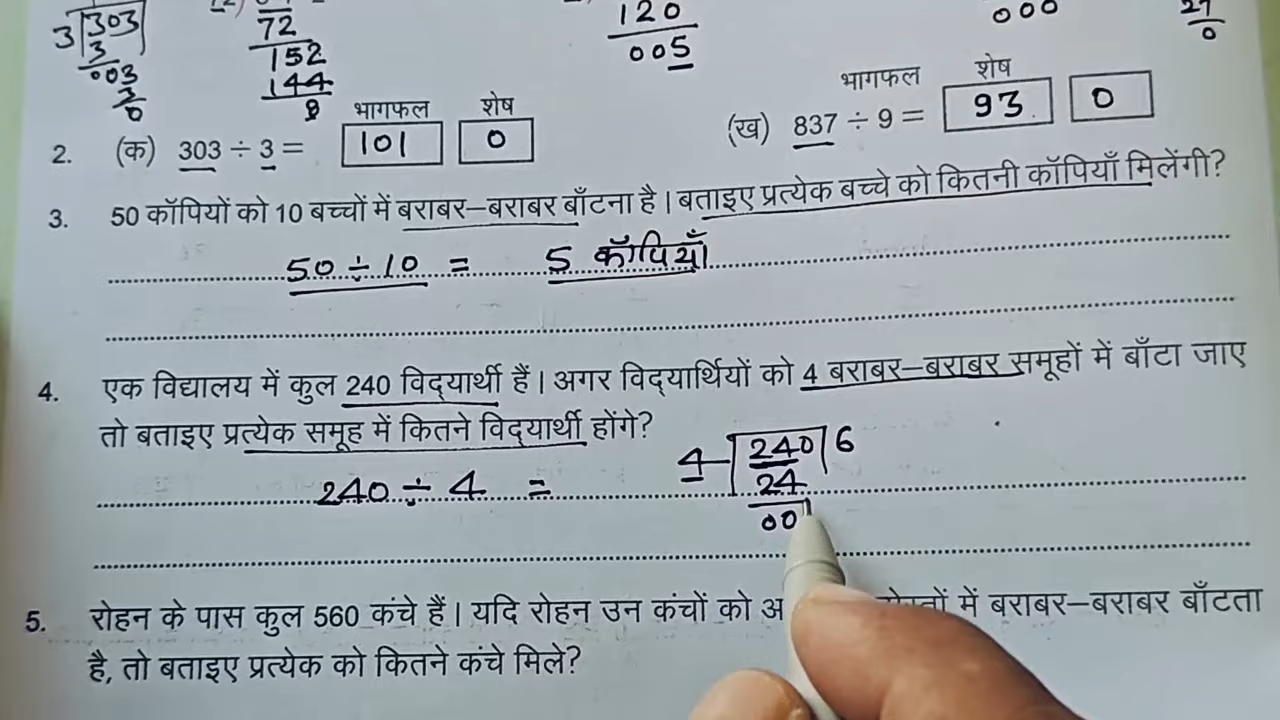 3 303
3
003
3
0
72
152
144
8
120
005
000
27
0
भागफल शेष
2. (क) 303 ÷ 3 = 101 0
भागफल शेष
(ख) 837 ÷ 9 = 93 0
3. 50 कॉपियों को 10 बच्चों में बराबर–बराबर बाँटना है। बताइए प्रत्येक बच्चे को कितनी कॉपियाँ मिलेंगी?
50 ÷ 10 = 5 कॉपियाँ
4. एक विद्यालय में कुल 240 विद्यार्थी हैं। अगर विद्यार्थियों को 4 बराबर–बराबर समूहों में बाँटा जाए
तो बताइए प्रत्येक समूह में कितने विद्यार्थी होंगे?
240 ÷ 4 = 4 240 6
24
00
5. रोहन के पास कुल 560 कंचे हैं। यदि रोहन उन कंचों को में बराबर–बराबर बाँटता
है, तो बताइए प्रत्येक को कितने कंचे मिले?